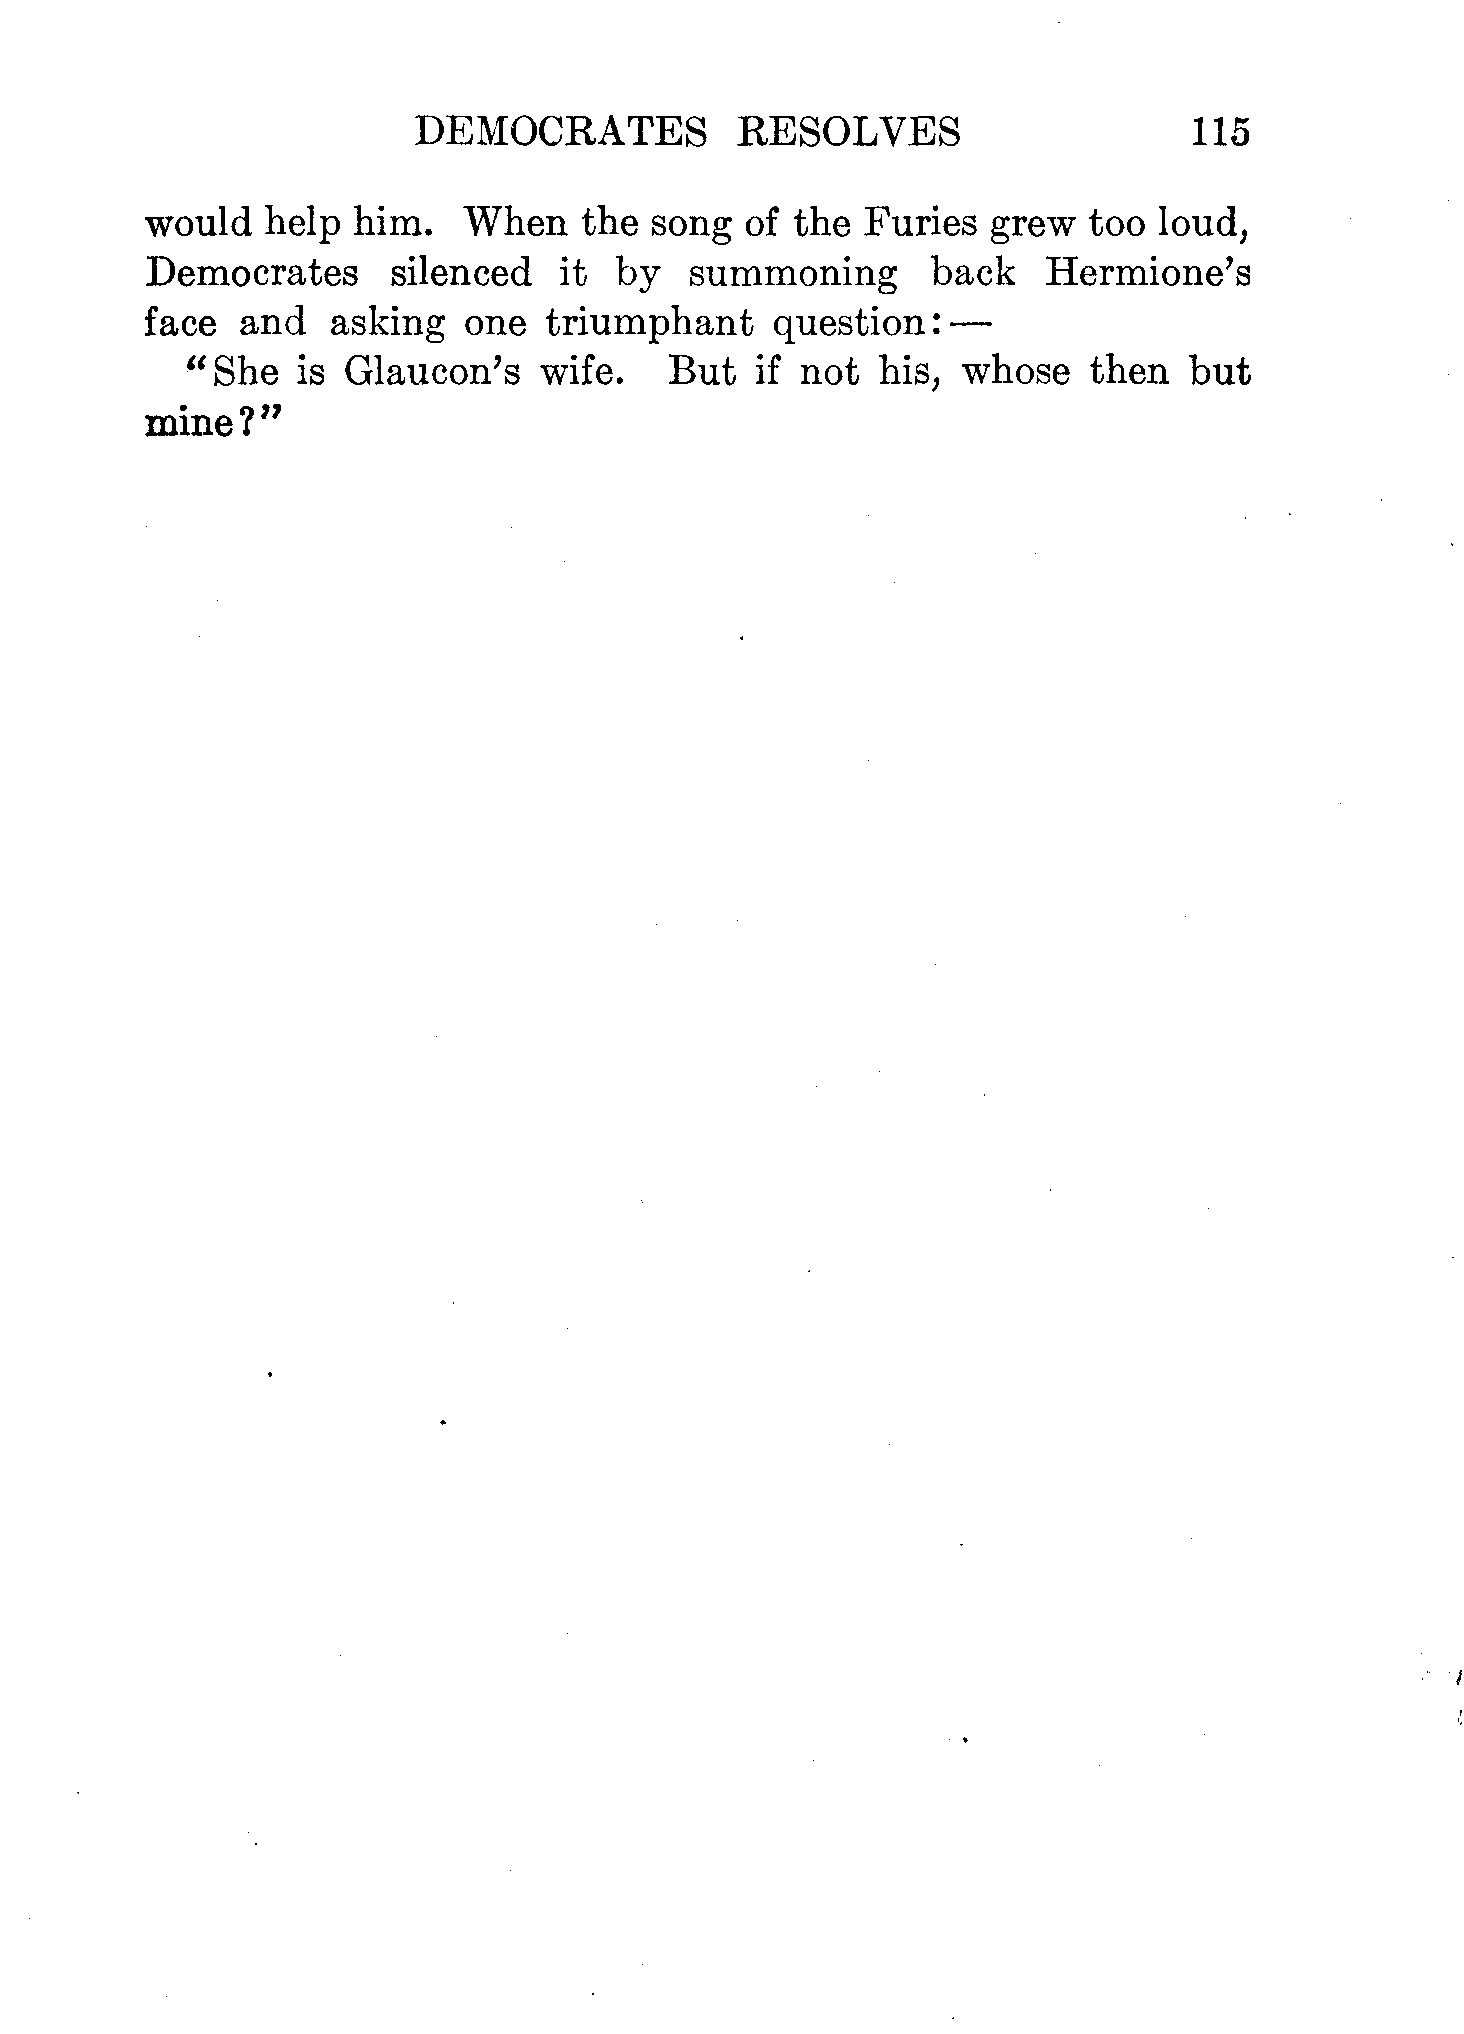 DEMOCRATES RESOLVES 115
would help him. When the song of the Furies grew too loud,
Democrates silenced it by summoning back Hermione's
face and asking one triumphant question:—
"She is Glaucon's wife. But if not his, whose then but
mine?"